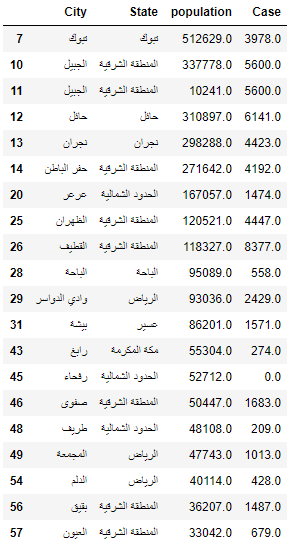 City State population Case
7 تبوك تبوك 512629.0 3978.0
10 الجبيل المنطقة الشرقية 337778.0 5600.0
11 الجبيل المنطقة الشرقية 10241.0 5600.0
12 حائل حائل 310897.0 6141.0
13 نجران نجران 298288.0 4423.0
14 حفر الباطن المنطقة الشرقية 271642.0 4192.0
20 عرعر الحدود الشمالية 167057.0 1474.0
25 الظهران المنطقة الشرقية 120521.0 4447.0
26 القطيف المنطقة الشرقية 118327.0 8377.0
28 الباحة الباحة 95089.0 558.0
29 وادي الدواسر الرياض 93036.0 2429.0
31 بيشة عسير 86201.0 1571.0
43 رابغ مكة المكرمة 55304.0 274.0
45 رفحاء الحدود الشمالية 52712.0 0.0
46 صفوى المنطقة الشرقية 50447.0 1683.0
48 طريف الحدود الشمالية 48108.0 209.0
49 المجمعة الرياض 47743.0 1013.0
54 الدلم الرياض 40114.0 428.0
56 بقيق المنطقة الشرقية 36207.0 1487.0
57 العيون المنطقة الشرقية 33042.0 679.0